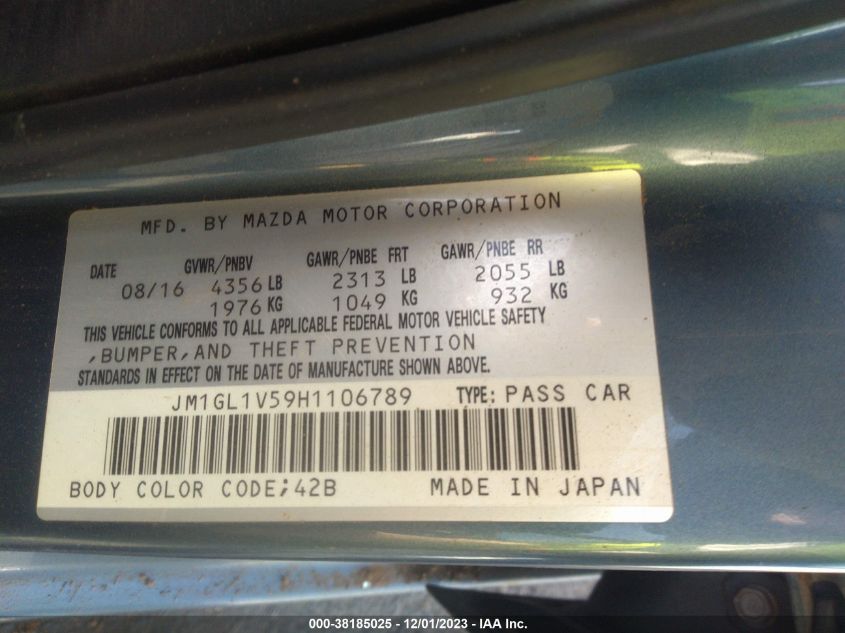 MFD. BY MAZDA MOTOR CORPORATION
DATE GVWR/PNBV GAWR/PNBE FRT GAWR/PNBE RR
08/16 4356 LB 2313 LB 2055 LB
1976 KG 1049 KG 932 KG
THIS VEHICLE CONFORMS TO ALL APPLICABLE FEDERAL MOTOR VEHICLE SAFETY
,BUMPER,AND THEFT PREVENTION
STANDARDS IN EFFECT ON THE DATE OF MANUFACTURE SHOWN ABOVE.
JM1GL1V59H1106789 TYPE: PASS CAR
BODY COLOR CODE;42B MADE IN JAPAN
000-38185025 - 12/01/2023 - IAA Inc.